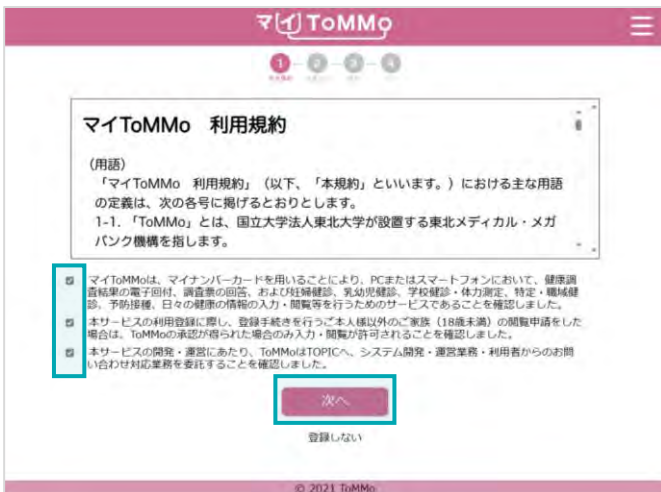 マイ ToMMo
1 2 3 4
マイToMMo 利用規約
（用語）
「マイToMMo 利用規約」（以下、「本規約」といいます。）における主な用語
の定義は、次の各号に掲げるとおりとします。
1-1. 「ToMMo」とは、国立大学法人東北大学が設置する東北メディカル・メガ
バンク機構を指します。
マイToMMoは、マイナンバーカードを用いることにより、PCまたはスマートフォンにおいて、健康調
査結果の電子回付、調査票の回答、および妊婦健診、乳幼児健診、学校健診・体力測定、特定・職域健
診、予防接種、日々の健康の情報の入力・閲覧等を行うためのサービスであることを確認しました。
本サービスの利用登録に際し、登録手続きを行うご本人様以外のご家族（18歳未満）の閲覧申請をした
場合は、ToMMoの承認が得られた場合のみ入力・閲覧が許可されることを確認しました。
本サービスの開発・運営にあたり、ToMMoはTOPICへ、システム開発・運営業務・利用者からのお問
い合わせ対応業務を委託することを確認しました。
次へ
登録しない
© 2021 ToMMo